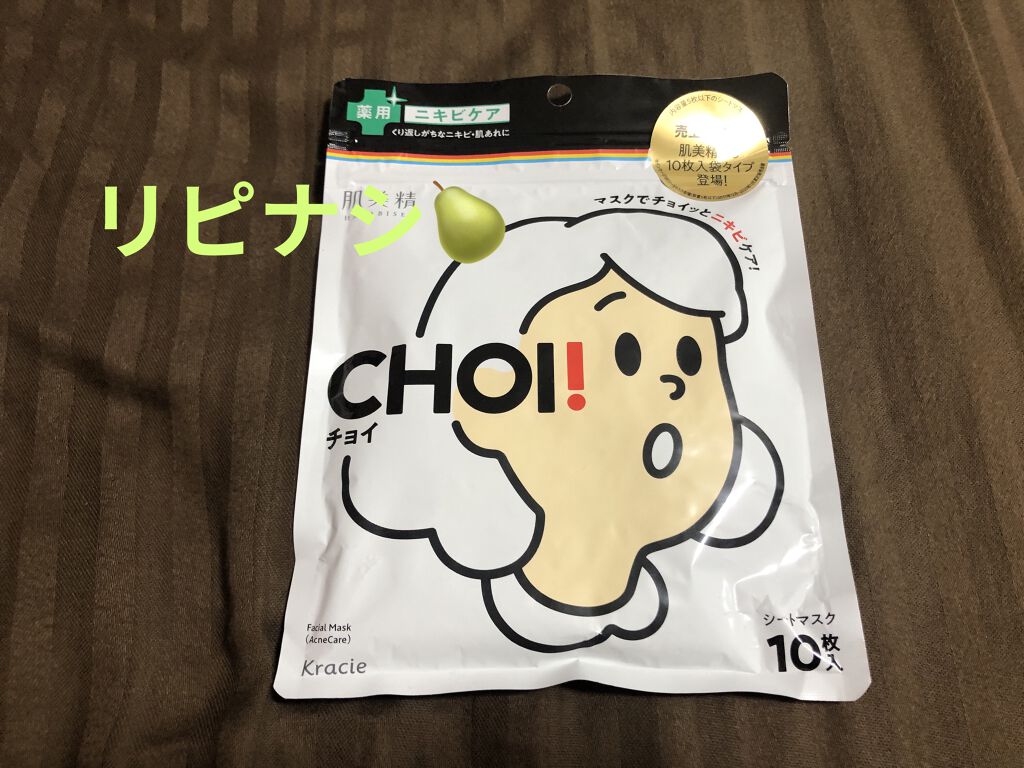 薬用 ニキビケア
くり返しがちなニキビ・肌あれに
売上
肌美精
10枚入袋タイプ
登場!
肌美精
リピナシ
マスクでチョイッとニキビケア!
CHOI!
チョイ
Facial Mask
(AcneCare)
Kracie
シートマスク
10枚入